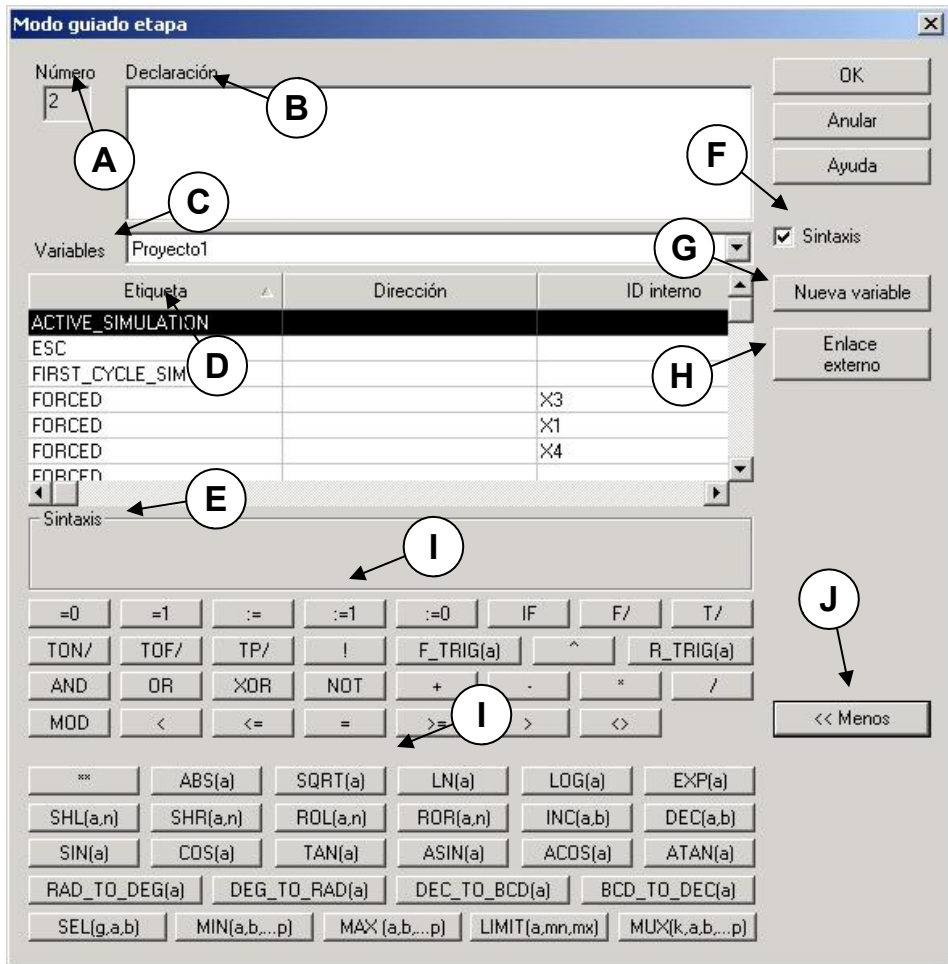 Modo guiado etapa
Número Declaración OK
2 B Anular
A F Ayuda
C
Variables Proyecto1 G Sintaxis
Etiqueta Dirección ID interno Nueva variable
ACTIVE_SIMULATION
ESC Enlace
D H externo
FIRST_CYCLE_SIM
FORCED X3
FORCED X1
FORCED X4
FORCED
E
Sintaxis
I
J
=0 =1 := :=1 :=0 IF F/ T/
TON/ TOF/ TP/ ! F_TRIG(a) ^ R_TRIG(a)
AND OR XOR NOT + - * /
MOD < <= = >= I > <> << Menos
** ABS(a) SQRT(a) LN(a) LOG(a) EXP(a)
SHL(a,n) SHR(a,n) ROL(a,n) ROR(a,n) INC(a,b) DEC(a,b)
SIN(a) COS(a) TAN(a) ASIN(a) ACOS(a) ATAN(a)
RAD_TO_DEG(a) DEG_TO_RAD(a) DEC_TO_BCD(a) BCD_TO_DEC(a)
SEL(g,a,b) MIN(a,b,...p) MAX (a,b,...p) LIMIT(a,mn,mx) MUX(k,a,b,...p)